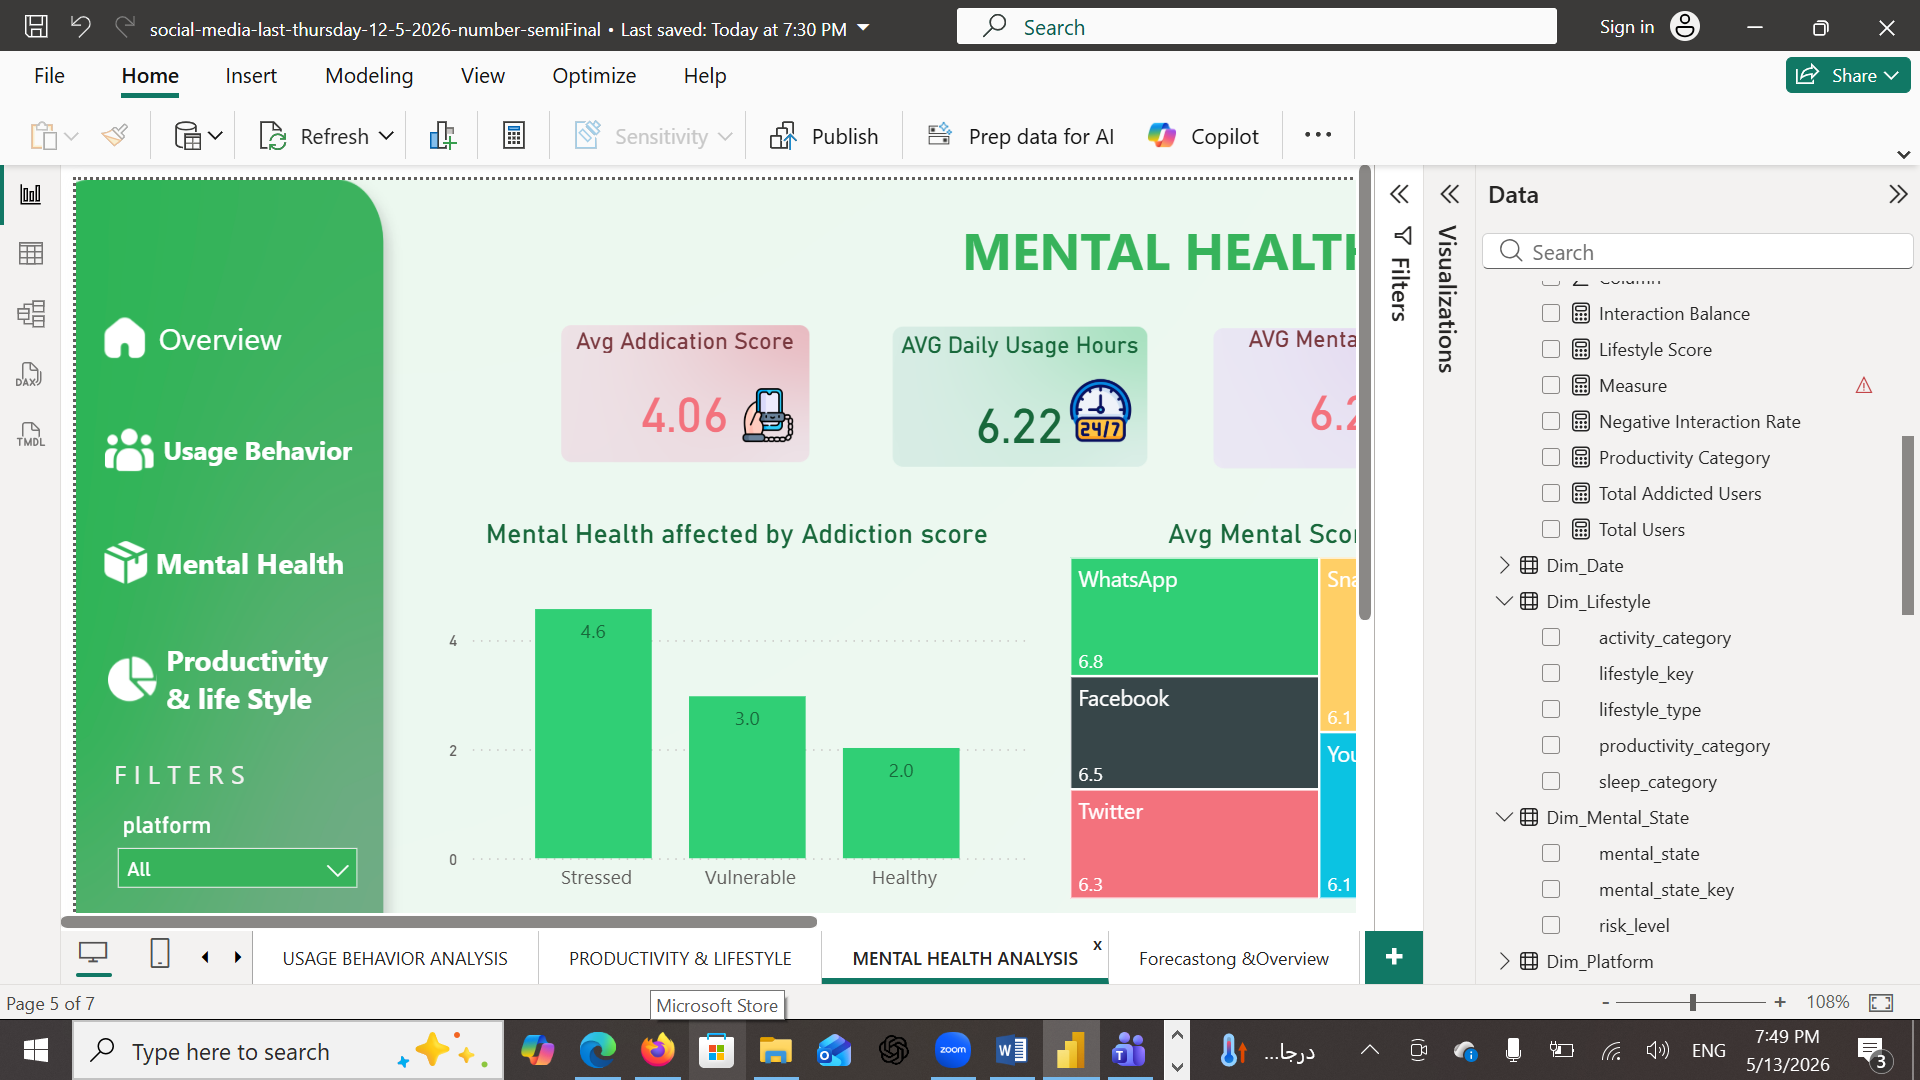 social-media-last-thursday-12-5-2026-number-semiFinal • Last saved: Today at 7:30 PM
Search
Sign in
File
Home
Insert
Modeling
View
Optimize
Help
Share
Refresh
Sensitivity
Publish
Prep data for AI
Copilot
DAX
TMDL
Overview
Usage Behavior
Mental Health
Productivity
& life Style
FILTERS
platform
All
MENTAL HEALTH
Avg Addication Score
4.06
AVG Daily Usage Hours
6.22
24/7
AVG Menta
6.2
Mental Health affected by Addiction score
4
2
0
4.6
3.0
2.0
Stressed
Vulnerable
Healthy
Avg Mental Scor
WhatsApp
6.8
Facebook
6.5
Twitter
6.3
Sna
6.1
You
6.1
Filters
Visualizations
Data
Search
Column
Interaction Balance
Lifestyle Score
Measure
Negative Interaction Rate
Productivity Category
Total Addicted Users
Total Users
Dim_Date
Dim_Lifestyle
activity_category
lifestyle_key
lifestyle_type
productivity_category
sleep_category
Dim_Mental_State
mental_state
mental_state_key
risk_level
Dim_Platform
USAGE BEHAVIOR ANALYSIS
PRODUCTIVITY & LIFESTYLE
MENTAL HEALTH ANALYSIS
x
Forecastong &Overview
+
Page 5 of 7
Microsoft Store
- + 108%
Type here to search
zoom
درجا...
ENG
7:49 PM
5/13/2026
3